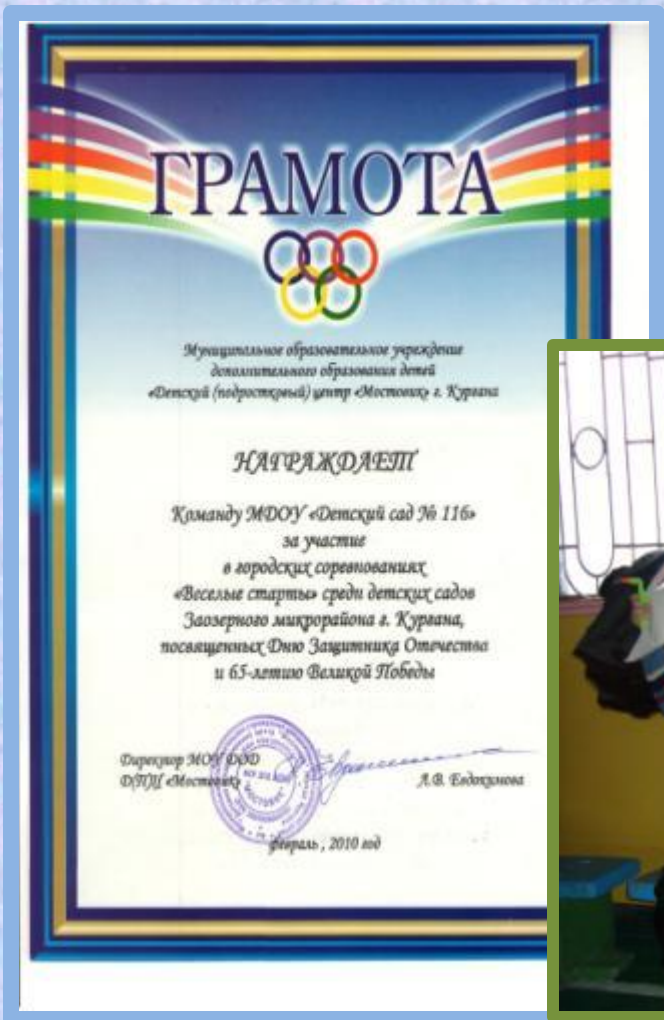 ГРАМОТА
Муниципальное образовательное учреждение
дополнительного образования детей
«Детский (подростковый) центр «Мостовик» г. Кургана
НАГРАЖДАЕТ
Команду МДОУ «Детский сад № 116»
за участие
в городских соревнованиях
«Веселые старты» среди детских садов
Заозерного микрорайона г. Кургана,
посвященных Дню Защитника Отечества
и 65-летию Великой Победы
Директор МОУ ДОД
Д(П)Ц «Мостовик»
А.В. Евдокимова
февраль, 2010 год